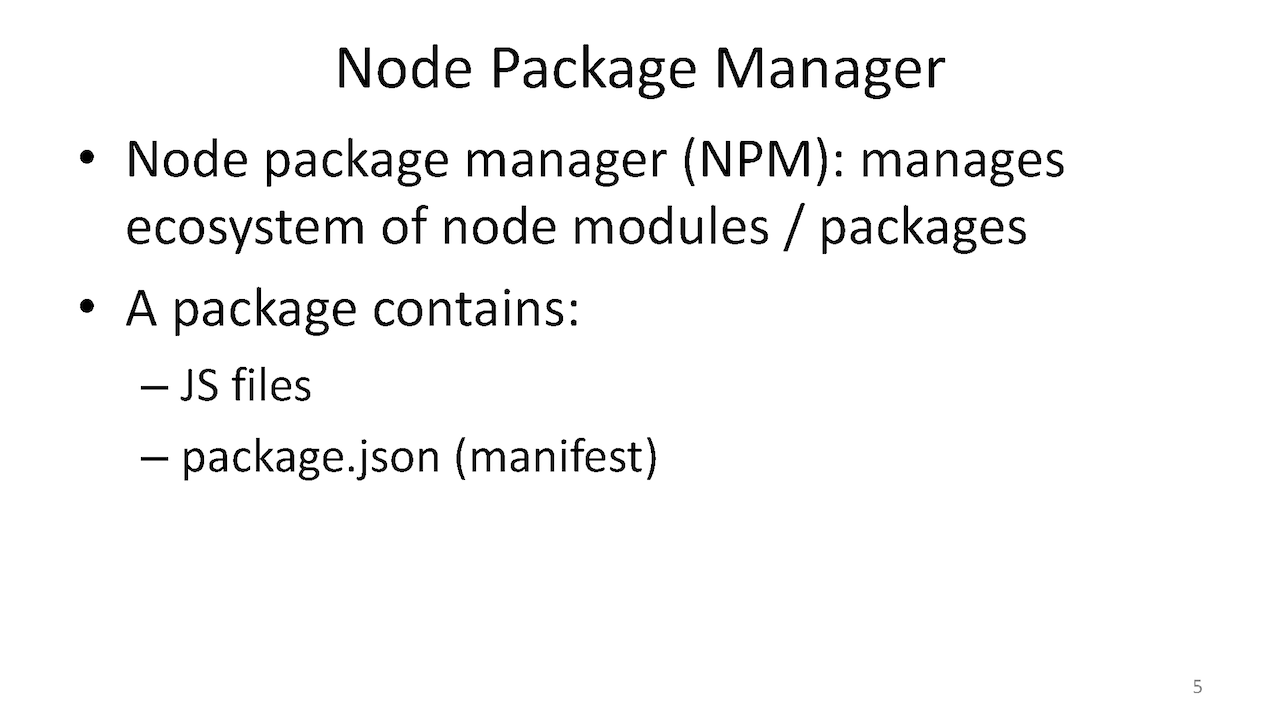 Node Package Manager
• Node package manager (NPM): manages
ecosystem of node modules / packages
• A package contains:
– JS files
– package.json (manifest)
5